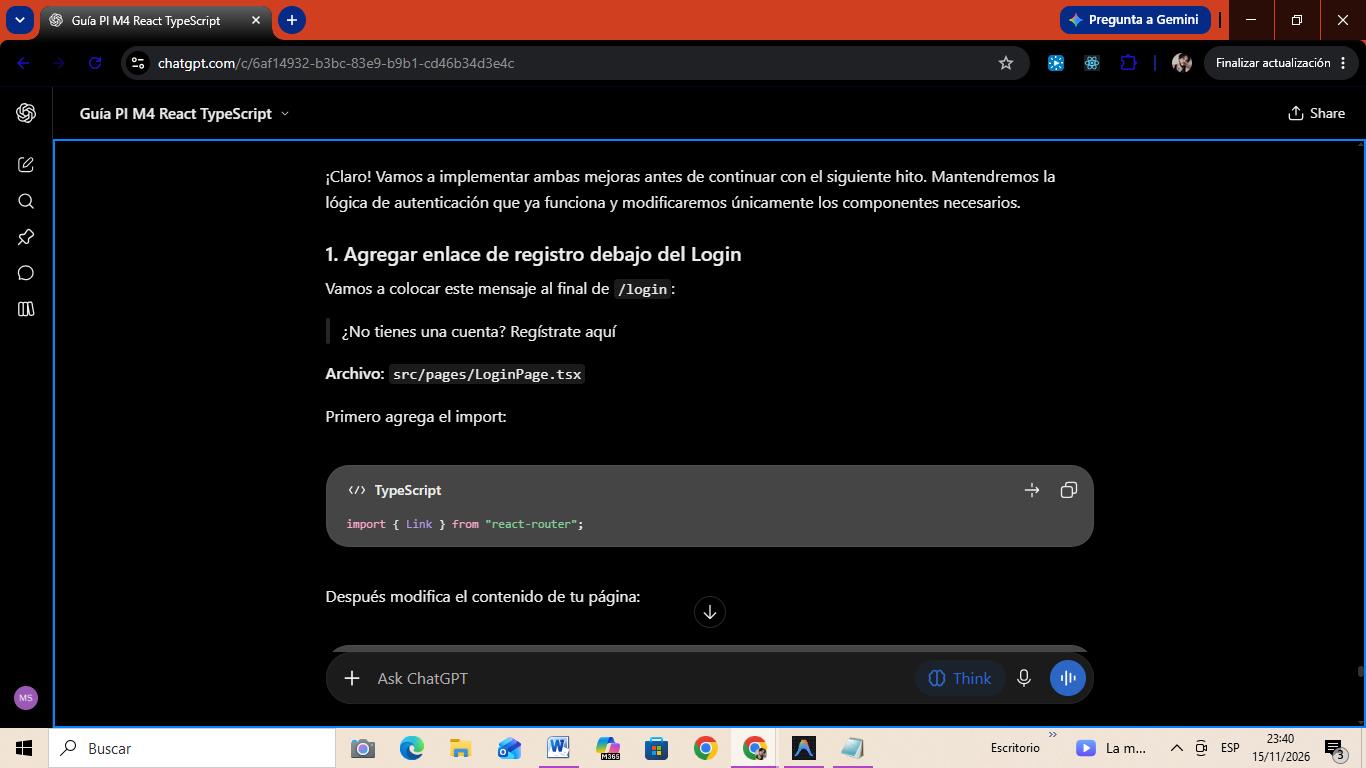 Guía PI M4 React TypeScript
Pregunta a Gemini
chatgpt.com/c/6af14932-b3bc-83e9-b9b1-cd46b34d3e4c
Finalizar actualización
Guía PI M4 React TypeScript
Share
¡Claro! Vamos a implementar ambas mejoras antes de continuar con el siguiente hito. Mantendremos la
lógica de autenticación que ya funciona y modificaremos únicamente los componentes necesarios.
1. Agregar enlace de registro debajo del Login
Vamos a colocar este mensaje al final de /login:
¿No tienes una cuenta? Regístrate aquí
Archivo: src/pages/LoginPage.tsx
Primero agrega el import:
TypeScript
import { Link } from "react-router";
Después modifica el contenido de tu página:
Ask ChatGPT
Think
MS
Buscar
M365
Escritorio
La m...
ESP
23:40
15/11/2026
3